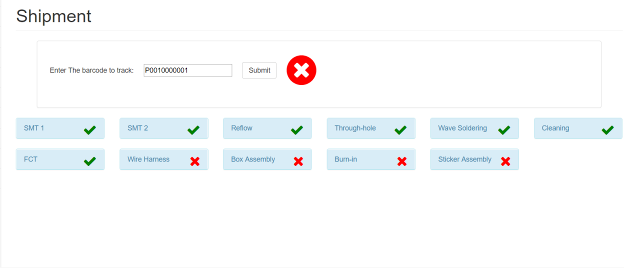 Shipment
Enter The barcode to track: P0010000001 Submit
SMT 1 SMT 2 Reflow Through-hole Wave Soldering Cleaning
FCT Wire Harness Box Assembly Burn-in Sticker Assembly